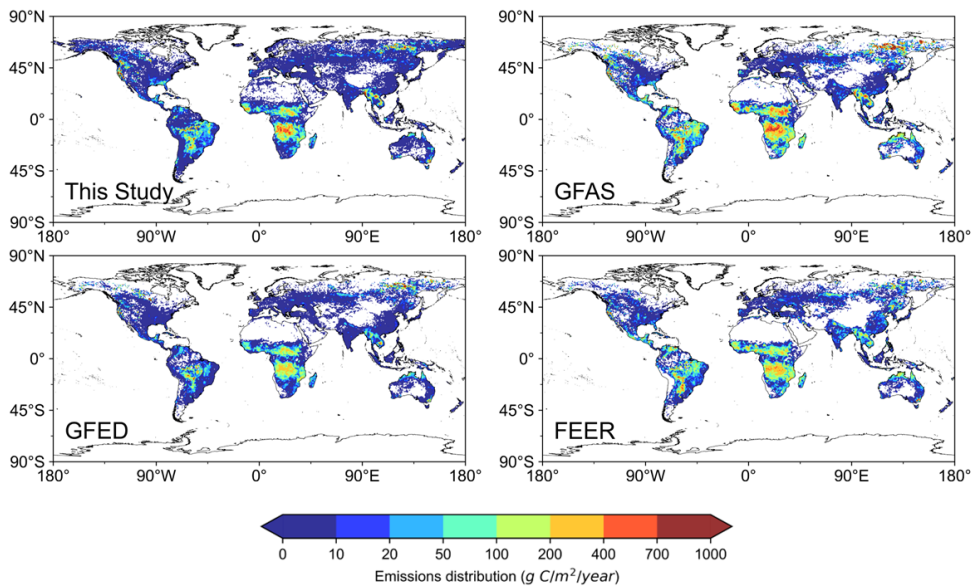 90°N 90°N
45°N 45°N
0° 0°
45°S 45°S
This Study GFAS
90°S 90°S
180° 90°W 0° 90°E 180° 180° 90°W 0° 90°E 180°
90°N 90°N
45°N 45°N
0° 0°
45°S 45°S
GFED FEER
90°S 90°S
180° 90°W 0° 90°E 180° 180° 90°W 0° 90°E 180°
0 10 20 50 100 200 400 700 1000
Emissions distribution (g C/m²/year)